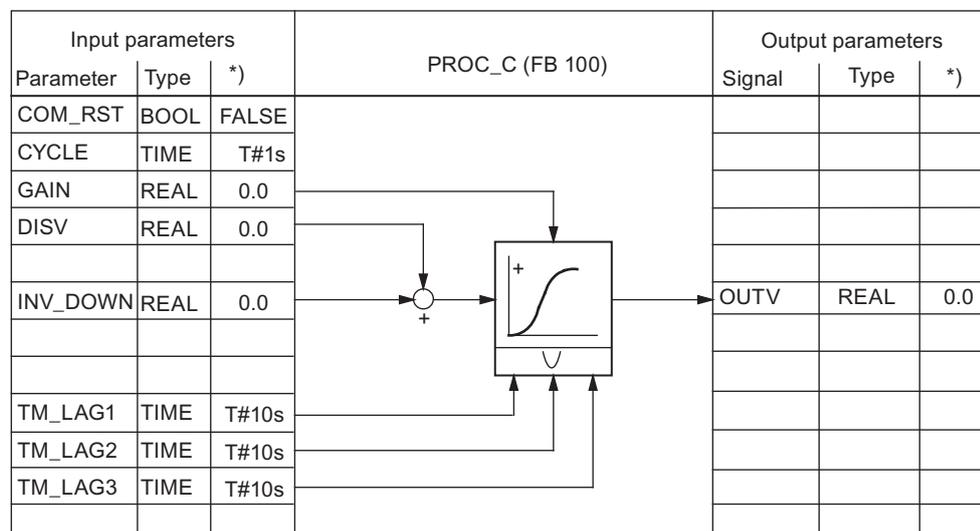 Input parameters PROC_C (FB 100) Output parameters
Parameter Type *) Signal Type *)
COM_RST BOOL FALSE
CYCLE TIME T#1s
GAIN REAL 0.0
DISV REAL 0.0
+
INV_DOWN REAL 0.0 OUTV REAL 0.0
+
TM_LAG1 TIME T#10s
TM_LAG2 TIME T#10s
TM_LAG3 TIME T#10s